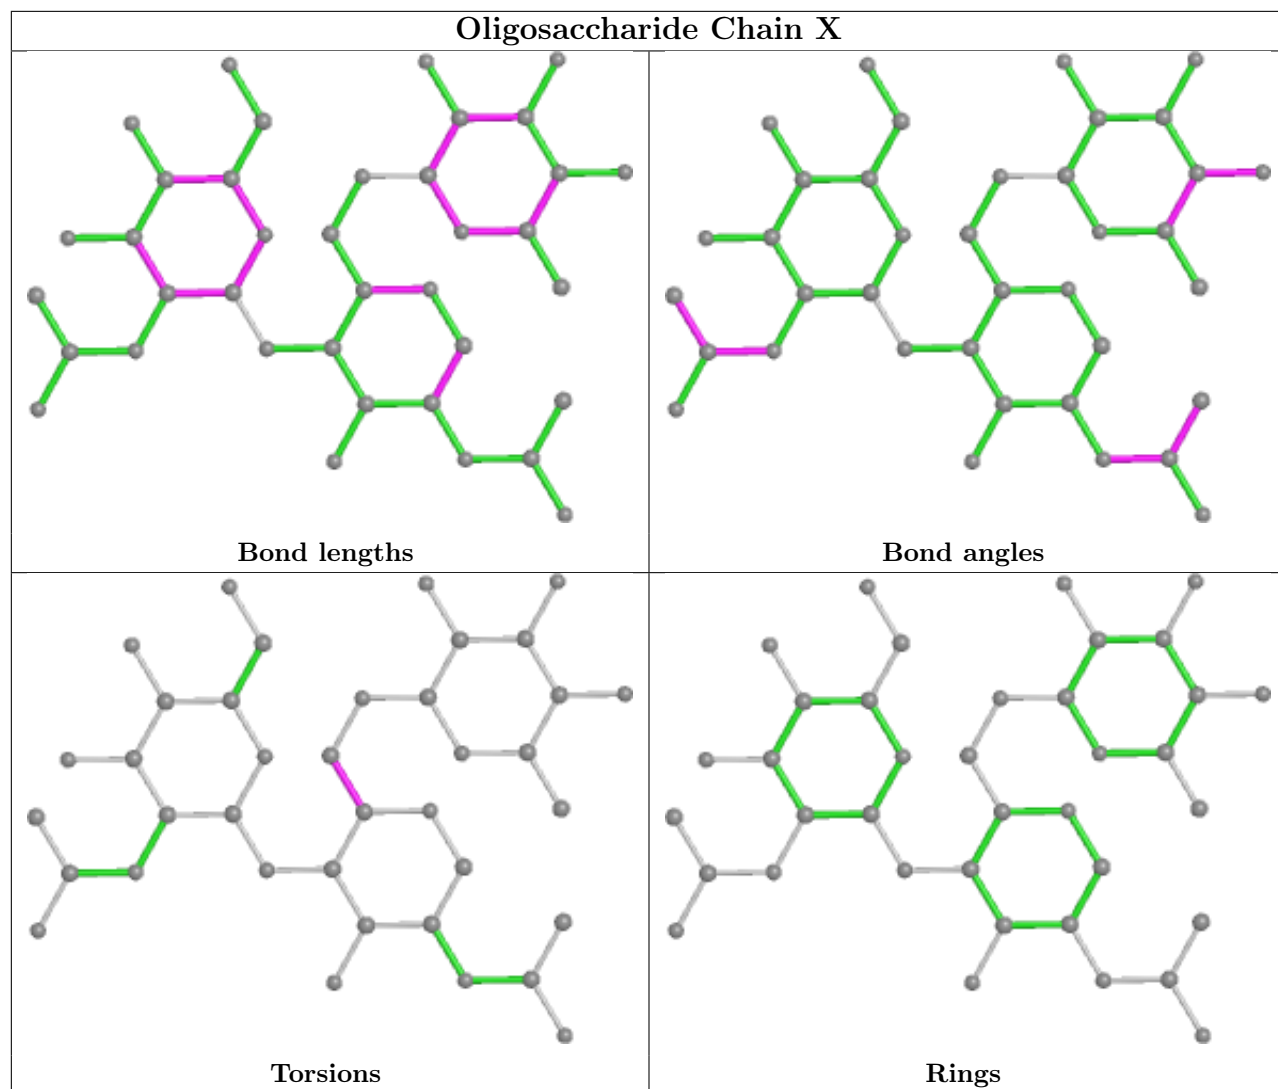 Oligosaccharide Chain X
Bond lengths
Bond angles
Torsions
Rings